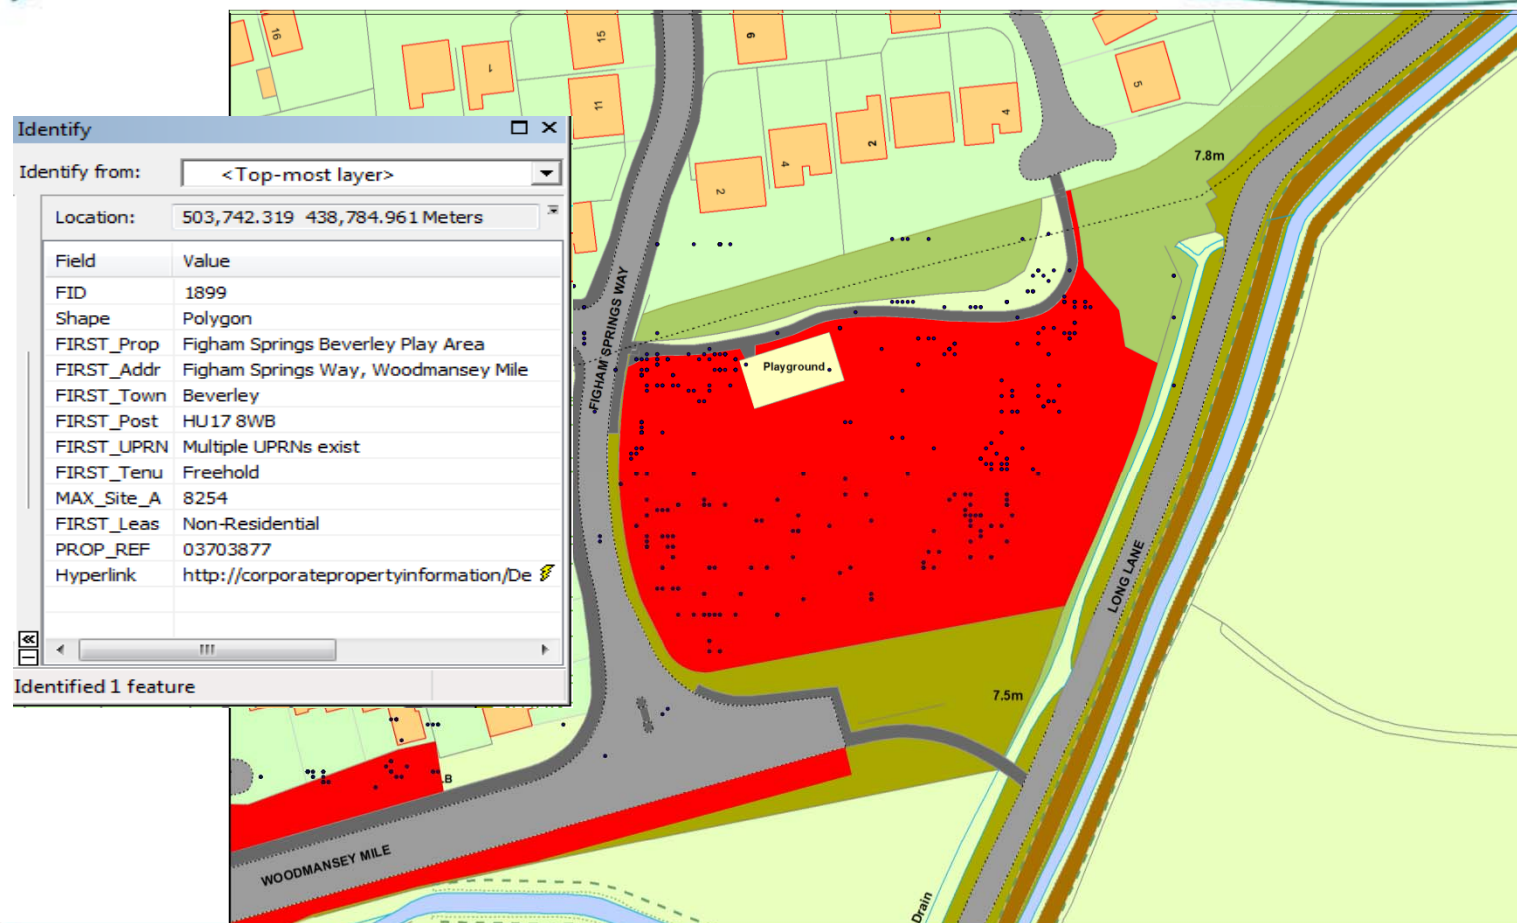 Identify
Identify from:
<Top-most layer>
Location:
503,742.319 438,784.961 Meters
Field Value
FID 1899
Shape Polygon
FIRST_Prop Figham Springs Beverley Play Area
FIRST_Addr Figham Springs Way, Woodmansey Mile
FIRST_Town Beverley
FIRST_Post HU17 8WB
FIRST_UPRN Multiple UPRNs exist
FIRST_Tenu Freehold
MAX_Site_A 8254
FIRST_Leas Non-Residential
PROP_REF 03703877
Hyperlink http://corporatepropertyinformation/De
Identified 1 feature
16
1
15
11
9
2
4
2
4
5
7.8m
FIGHAM SPRINGS WAY
Playground
LONG LANE
7.5m
.B
WOODMANSEY MILE
Drain